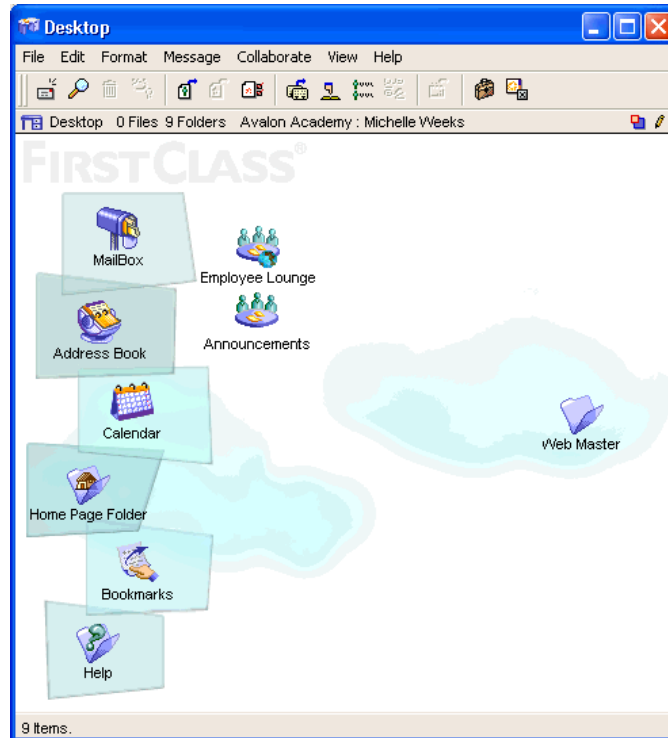 Desktop
File Edit Format Message Collaborate View Help
Desktop 0 Files 9 Folders Avalon Academy : Michelle Weeks
FIRSTCLASS®
MailBox
Employee Lounge
Address Book
Announcements
Calendar
Web Master
Home Page Folder
Bookmarks
Help
9 Items.